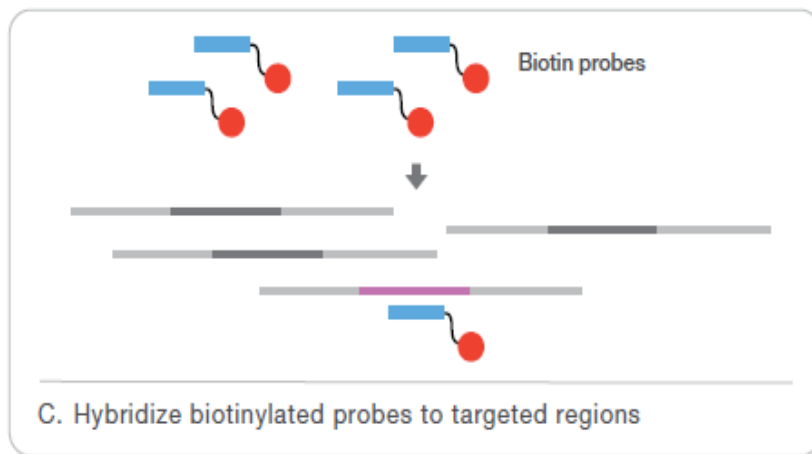 Biotin probes
C. Hybridize biotinylated probes to targeted regions